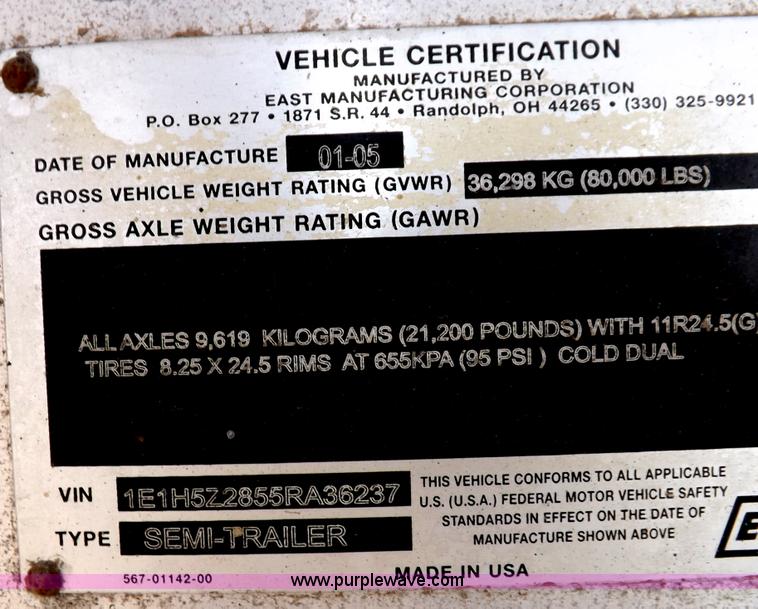 VEHICLE CERTIFICATION
MANUFACTURED BY
EAST MANUFACTURING CORPORATION
P.O. Box 277 • 1871 S.R. 44 • Randolph, OH 44265 • (330) 325-9921
DATE OF MANUFACTURE 01-05
GROSS VEHICLE WEIGHT RATING (GVWR) 36,298 KG (80,000 LBS)
GROSS AXLE WEIGHT RATING (GAWR)
ALL AXLES 9,619 KILOGRAMS (21,200 POUNDS) WITH 11R24.5(G)
TIRES 8.25 X 24.5 RIMS AT 655KPA (95 PSI ) COLD DUAL
VIN 1E1H5Z2855RA36237
TYPE SEMI-TRAILER
THIS VEHICLE CONFORMS TO ALL APPLICABLE
U.S. (U.S.A.) FEDERAL MOTOR VEHICLE SAFETY
STANDARDS IN EFFECT ON THE DATE OF
MANUFACTURE SHOWN ABOVE
567-01142-00
MADE IN USA
www.purplewave.com